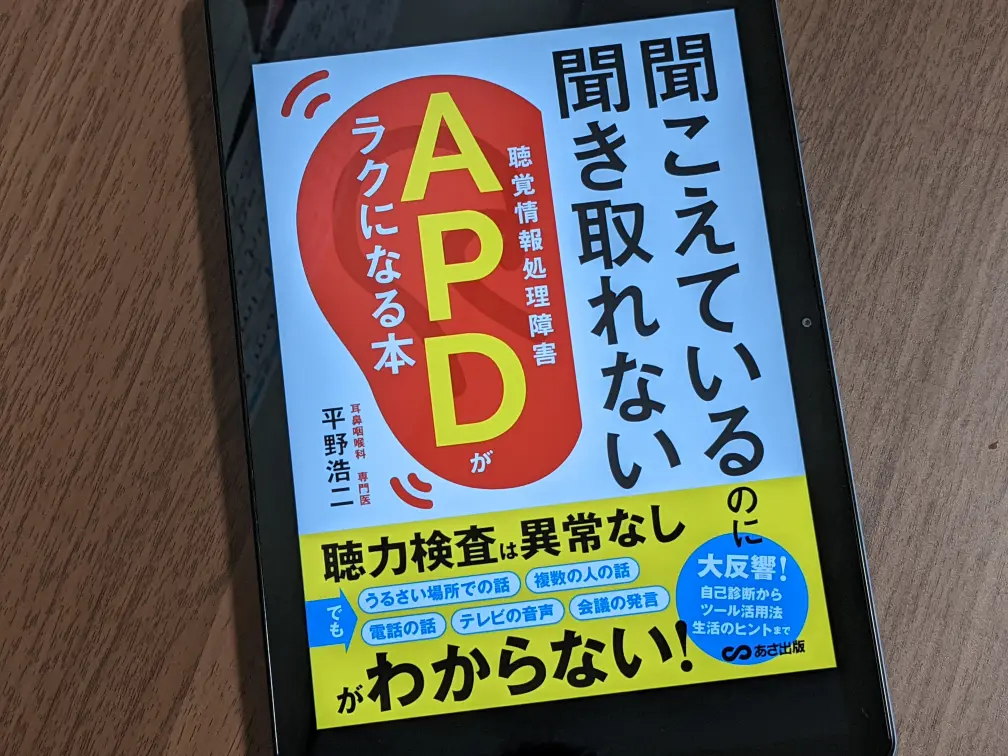 聞こえているのに
聞き取れない
聴覚情報処理障害
APDが
ラクになる本
耳鼻咽喉科 専門医
平野浩二
聴力検査は異常なし
でも
うるさい場所での話
複数の人の話
電話の話
テレビの音声
会議の発言
がわからない!
大反響!
自己診断から
ツール活用法
生活のヒントまで
あさ出版